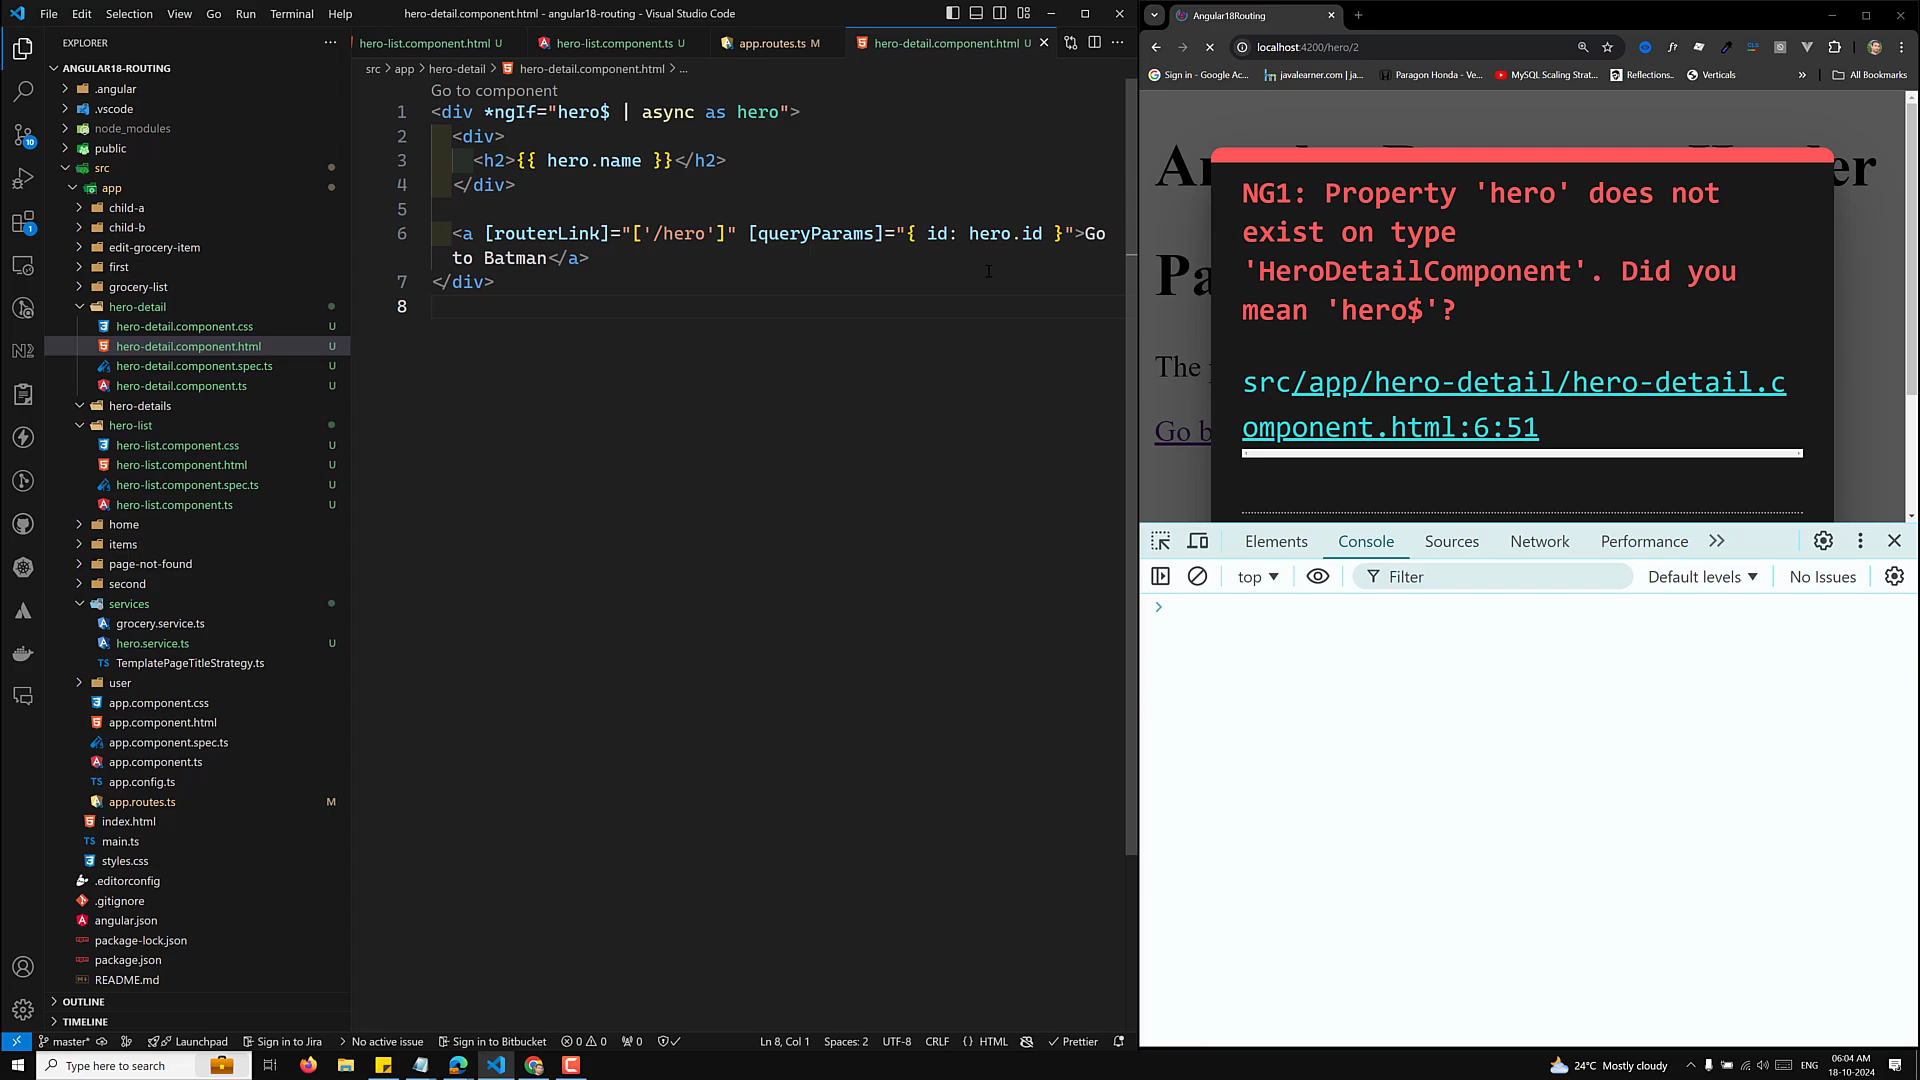 File Edit Selection View Go Run Terminal Help
hero-detail.component.html - angular18-routing - Visual Studio Code
EXPLORER
ANGULAR18-ROUTING
.angular
.vscode
node_modules
public
src
app
child-a
child-b
edit-grocery-item
first
grocery-list
hero-detail
hero-detail.component.css U
hero-detail.component.html U
hero-detail.component.spec.ts U
hero-detail.component.ts U
hero-details
hero-list
hero-list.component.css U
hero-list.component.html U
hero-list.component.spec.ts U
hero-list.component.ts U
home
items
page-not-found
second
services
grocery.service.ts
hero.service.ts U
TemplatePageTitleStrategy.ts
user
app.component.css
app.component.html
app.component.spec.ts
app.component.ts
app.config.ts
app.routes.ts M
index.html
main.ts
styles.css
.editorconfig
.gitignore
angular.json
package-lock.json
package.json
README.md
OUTLINE
TIMELINE
hero-list.component.html U hero-list.component.ts U app.routes.ts M hero-detail.component.html U
src > app > hero-detail > hero-detail.component.html > ...
Go to component
1 <div *ngIf="hero$ | async as hero">
2 <div>
3 <h2>{{ hero.name }}</h2>
4 </div>
5
6 <a [routerLink]="['/hero']" [queryParams]="{ id: hero.id }">Go
to Batman</a>
7 </div>
8
master* Launchpad Sign in to Jira No active issue Sign in to Bitbucket 0 0 0 Ln 8, Col 1 Spaces: 2 UTF-8 CRLF {} HTML Prettier
Angular18Routing
localhost:4200/hero/2
Sign in - Google Ac... javalearner.com | ja... Paragon Honda - Ve... MySQL Scaling Strat... Reflections.. Verticals All Bookmarks
NG1: Property 'hero' does not
exist on type
'HeroDetailComponent'. Did you
mean 'hero$'?
src/app/hero-detail/hero-detail.c
omponent.html:6:51
An
er
Pa
The
Go b
Elements Console Sources Network Performance
top Filter Default levels No Issues
Type here to search
24°C Mostly cloudy ENG
06:04 AM
18-10-2024